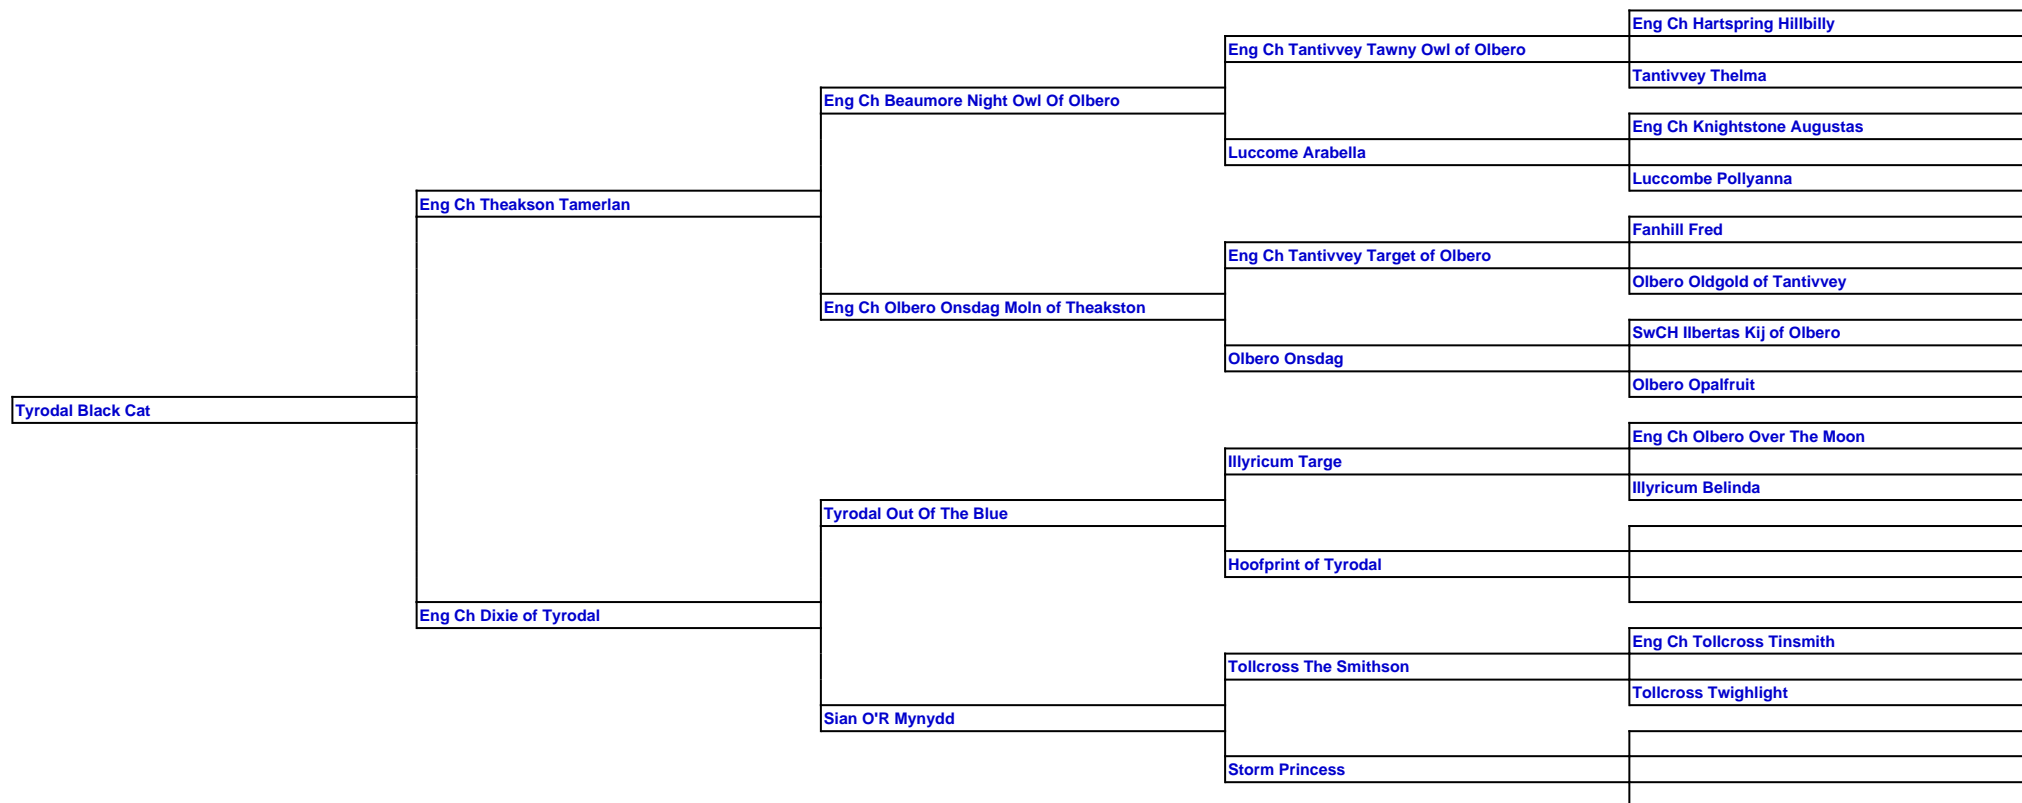 Eng Ch Hartspring Hillbilly
Eng Ch Tantivvey Tawny Owl of Olbero
Tantivvey Thelma
Eng Ch Beaumore Night Owl Of Olbero
Eng Ch Knightstone Augustas
Luccome Arabella
Luccombe Pollyanna
Eng Ch Theakson Tamerlan
Fanhill Fred
Eng Ch Tantivvey Target of Olbero
Olbero Oldgold of Tantivvey
Eng Ch Olbero Onsdag Moln of Theakston
SwCH Ilbertas Kij of Olbero
Olbero Onsdag
Olbero Opalfruit
Tyrodal Black Cat
Eng Ch Olbero Over The Moon
Illyricum Targe
Illyricum Belinda
Tyrodal Out Of The Blue
Hoofprint of Tyrodal
Eng Ch Dixie of Tyrodal
Eng Ch Tollcross Tinsmith
Tollcross The Smithson
Tollcross Twighlight
Sian O'R Mynydd
Storm Princess